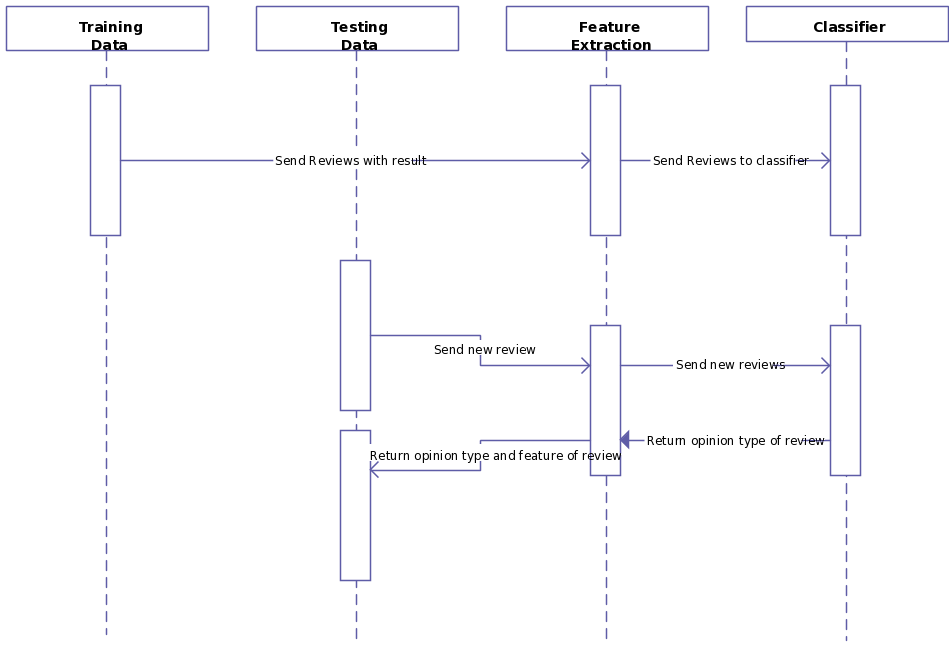 Training
Data
Testing
Data
Feature
Extraction
Classifier
Send Reviews with result
Send Reviews to classifier
Send new review
Send new reviews
Return opinion type of review
Return opinion type and feature of review